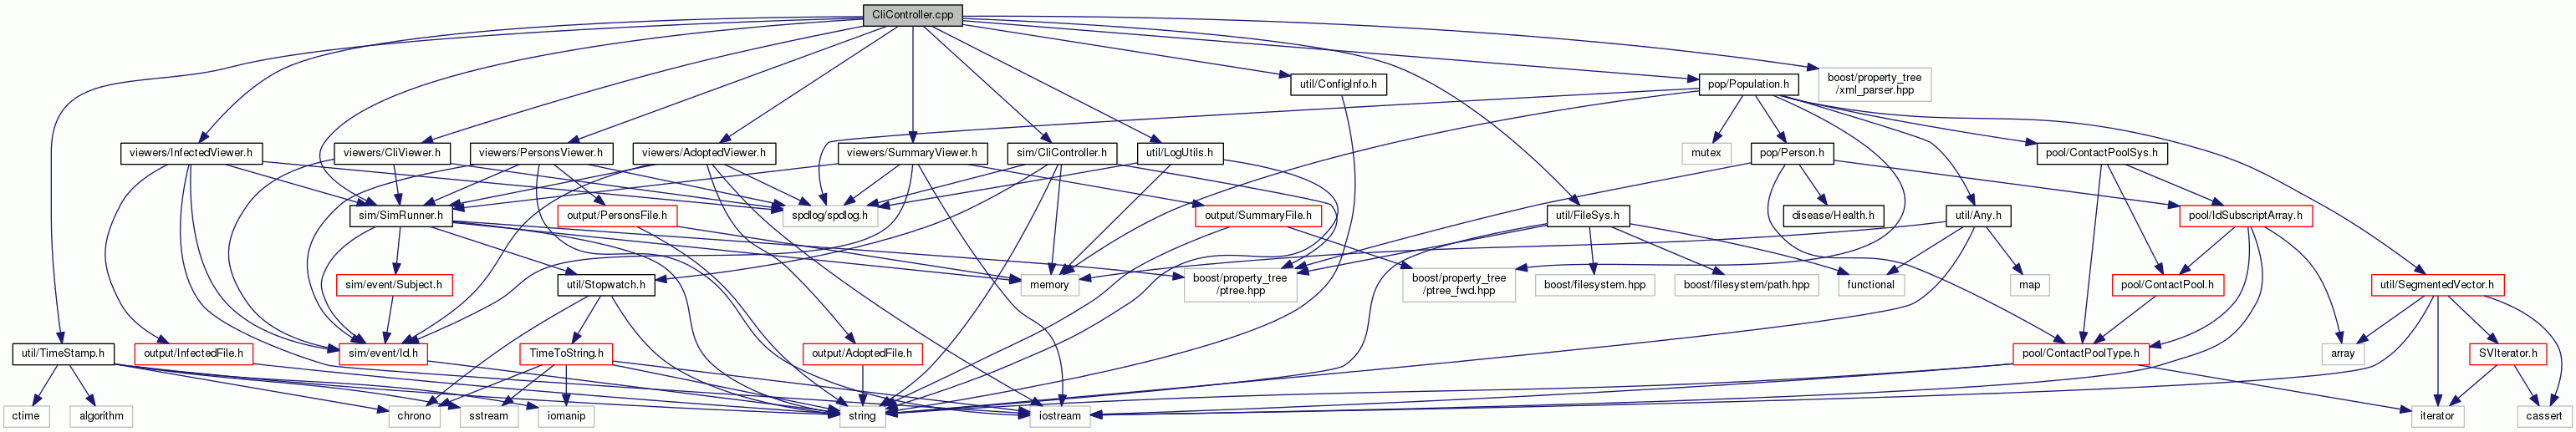 CliController.cpp
util/ConfigInfo.h
pop/Population.h
boost/property_tree
/xml_parser.hpp
viewers/InfectedViewer.h
viewers/CliViewer.h
viewers/PersonsViewer.h
viewers/AdoptedViewer.h
viewers/SummaryViewer.h
sim/CliController.h
util/LogUtils.h
mutex
pop/Person.h
pool/ContactPoolSys.h
sim/SimRunner.h
output/PersonsFile.h
spdlog/spdlog.h
output/SummaryFile.h
util/FileSys.h
disease/Health.h
util/Any.h
pool/IdSubscriptArray.h
sim/event/Subject.h
util/Stopwatch.h
memory
boost/property_tree
/ptree.hpp
boost/property_tree
/ptree_fwd.hpp
boost/filesystem.hpp
boost/filesystem/path.hpp
functional
map
pool/ContactPool.h
util/SegmentedVector.h
util/TimeStamp.h
output/InfectedFile.h
sim/event/Id.h
TimeToString.h
output/AdoptedFile.h
pool/ContactPoolType.h
array
SVIterator.h
ctime
algorithm
chrono
sstream
iomanip
string
iostream
iterator
cassert